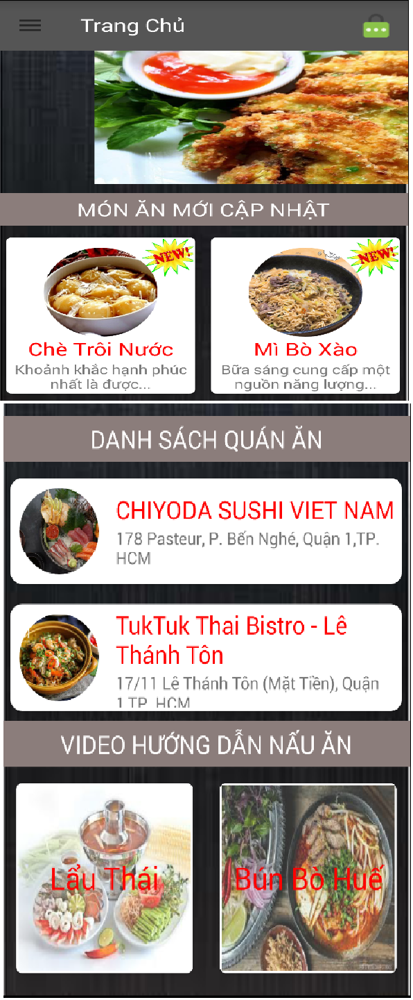 Trang Chủ
MÓN ĂN MỚI CẬP NHẬT
NEW!
NEW!
Chè Trôi Nước
Mì Bò Xào
Khoảnh khắc hạnh phúc
nhất là được...
Bữa sáng cung cấp một
nguồn năng lượng...
DANH SÁCH QUÁN ĂN
CHIYODA SUSHI VIET NAM
178 Pasteur, P. Bến Nghé, Quận 1,TP.
HCM
TukTuk Thai Bistro - Lê
Thánh Tôn
17/11 Lê Thánh Tôn (Mặt Tiền), Quận
1,TP. HCM
VIDEO HƯỚNG DẪN NẤU ĂN
Lẩu Thái
Bún Bò Huế